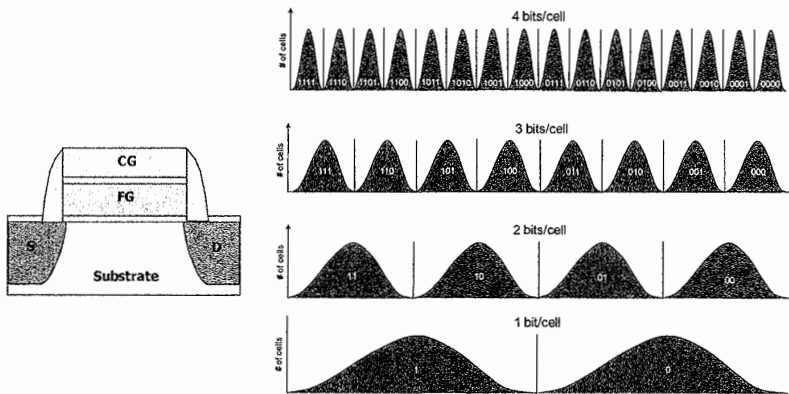 4 bits/cell
# of cells
1111 1110 1101 1100 1011 1010 1001 1000 0111 0110 0101 0100 0011 0010 0001 0000
3 bits/cell
# of cells
111 110 101 100 011 010 001 000
CG
FG
S
D
Substrate
2 bits/cell
# of cells
11 10 01 00
1 bit/cell
# of cells
1 0